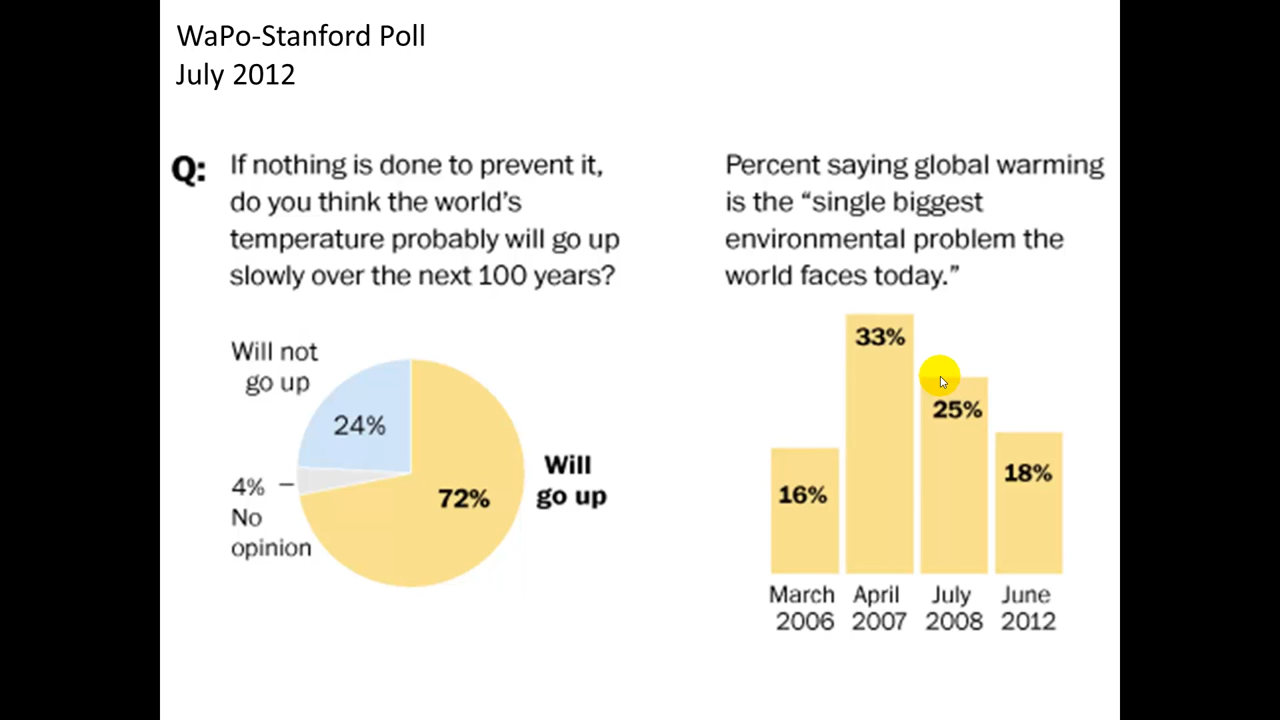 WaPo-Stanford Poll
July 2012
Q: If nothing is done to prevent it,
do you think the world's
temperature probably will go up
slowly over the next 100 years?
Will not
go up
24%
4%
No
opinion
72%
Will
go up
Percent saying global warming
is the “single biggest
environmental problem the
world faces today.”
16%
33%
25%
18%
March
2006
April
2007
July
2008
June
2012